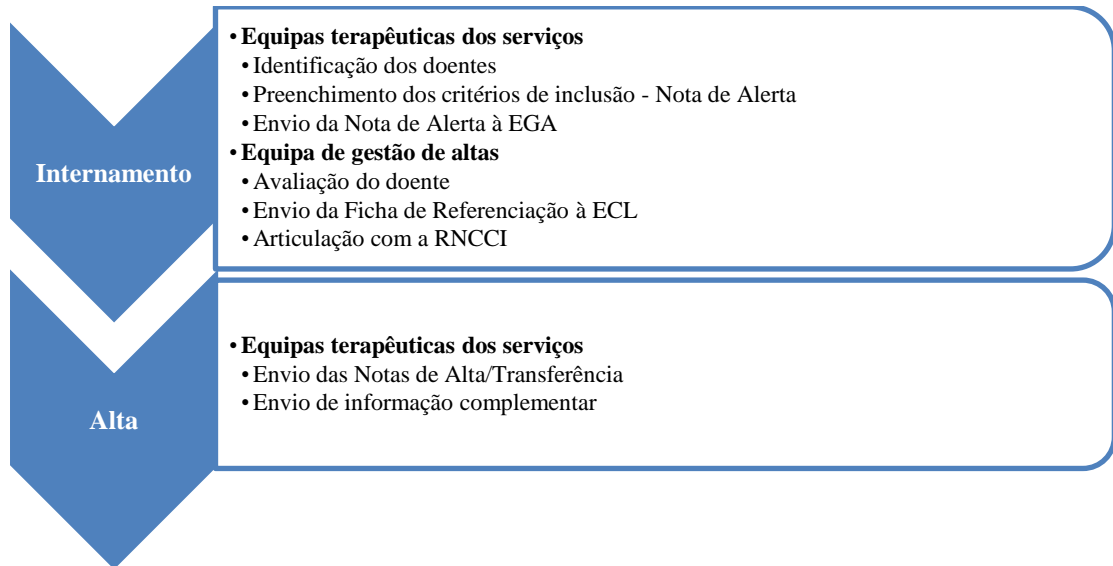 Internamento
• Equipas terapêuticas dos serviços
• Identificação dos doentes
• Preenchimento dos critérios de inclusão - Nota de Alerta
• Envio da Nota de Alerta à EGA
• Equipa de gestão de altas
• Avaliação do doente
• Envio da Ficha de Referenciação à ECL
• Articulação com a RNCCI
Alta
• Equipas terapêuticas dos serviços
• Envio das Notas de Alta/Transferência
• Envio de informação complementar